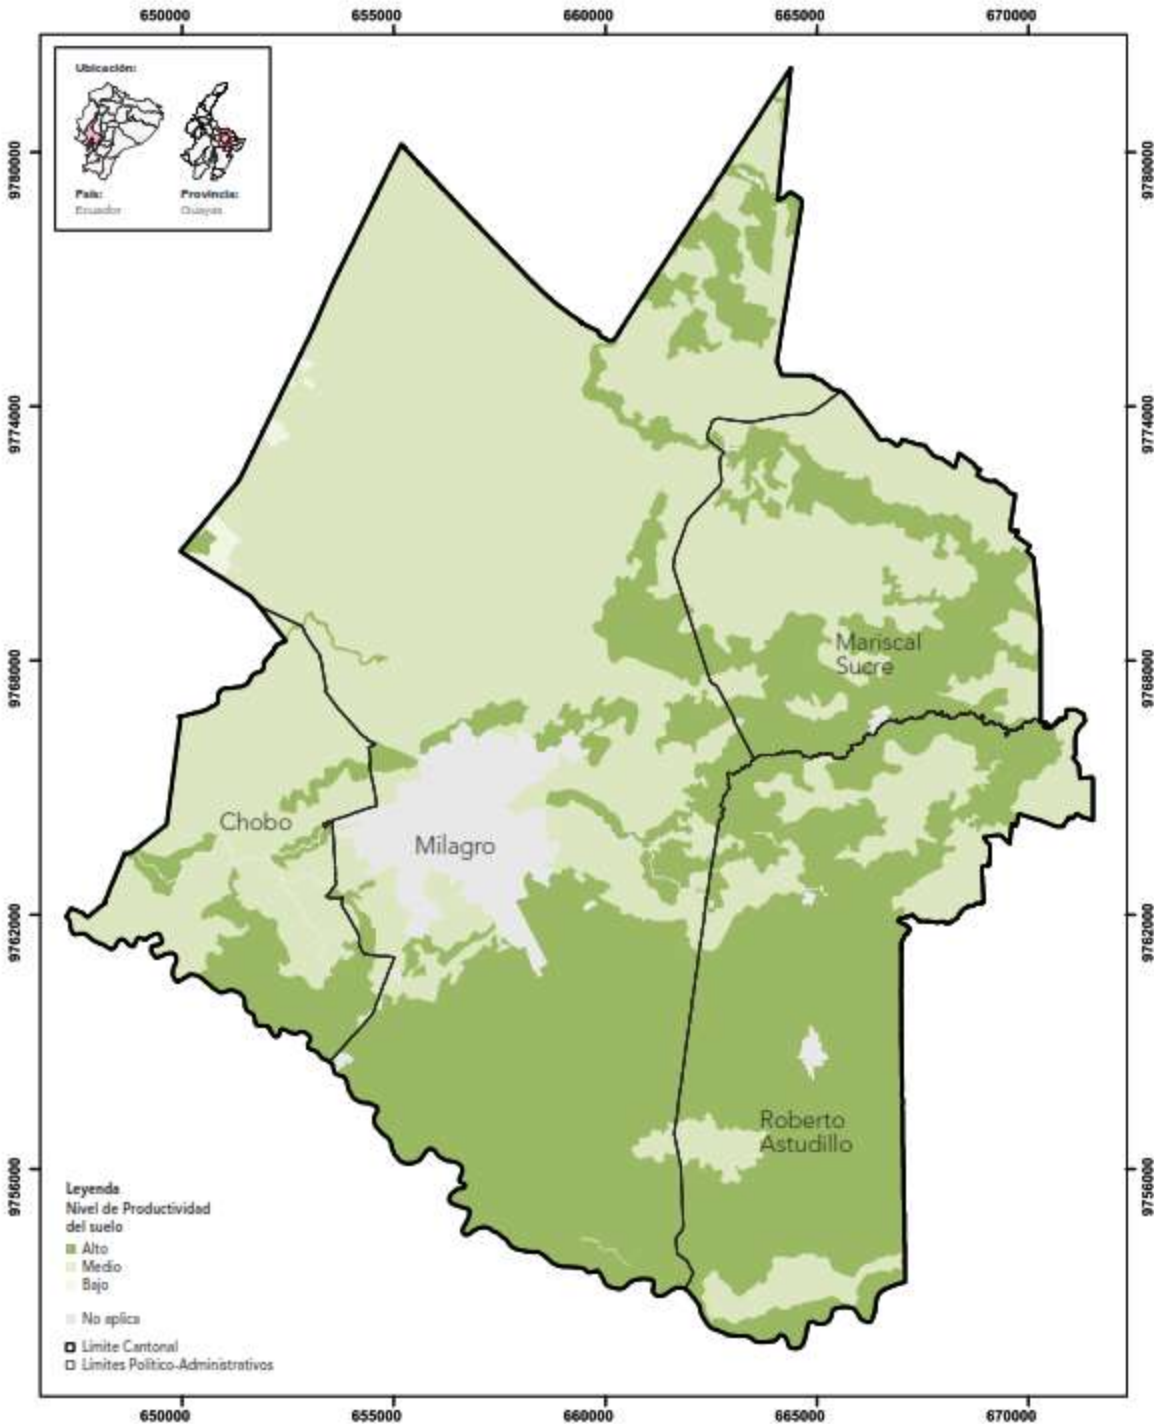 650000 655000 660000 665000 670000
Ubicación:
País:
Ecuador
Provincia:
Guayas
9780000
9780000
9774000
9774000
9768000
9768000
9762000
9762000
9756000
9756000
Mariscal
Sucre
Chobo
Milagro
Roberto
Astudillo
Leyenda
Nivel de Productividad
del suelo
Alto
Medio
Bajo
No aplica
Límite Cantonal
Límites Político-Administrativos
650000 655000 660000 665000 670000